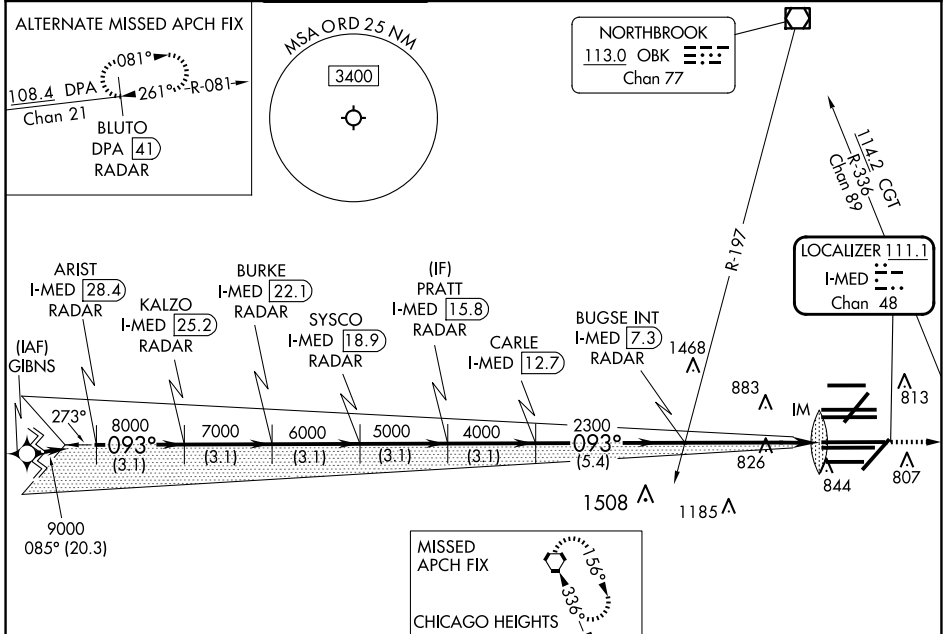 ALTERNATE MISSED APCH FIX
081°
108.4 DPA
261°
R-081
Chan 21
BLUTO
DPA 41
RADAR
MSA ORD 25 NM
3400
NORTHBROOK
113.0 OBK
Chan 77
114.2 CGT
R-336
Chan 89
R-197
LOCALIZER 111.1
I-MED
Chan 48
ARIST
I-MED 28.4
RADAR
KALZO
I-MED 25.2
RADAR
BURKE
I-MED 22.1
RADAR
SYSCO
I-MED 18.9
RADAR
(IF)
PRATT
I-MED 15.8
RADAR
CARLE
I-MED 12.7
BUGSE INT
I-MED 7.3
RADAR
1468
883
IM
813
(IAF)
GIBNS
273°
8000
093°
(3.1)
7000
(3.1)
6000
(3.1)
5000
(3.1)
4000
(3.1)
2300
093°
(5.4)
826
844
807
1508
1185
9000
085° (20.3)
MISSED
APCH FIX
156°
336°
CHICAGO HEIGHTS